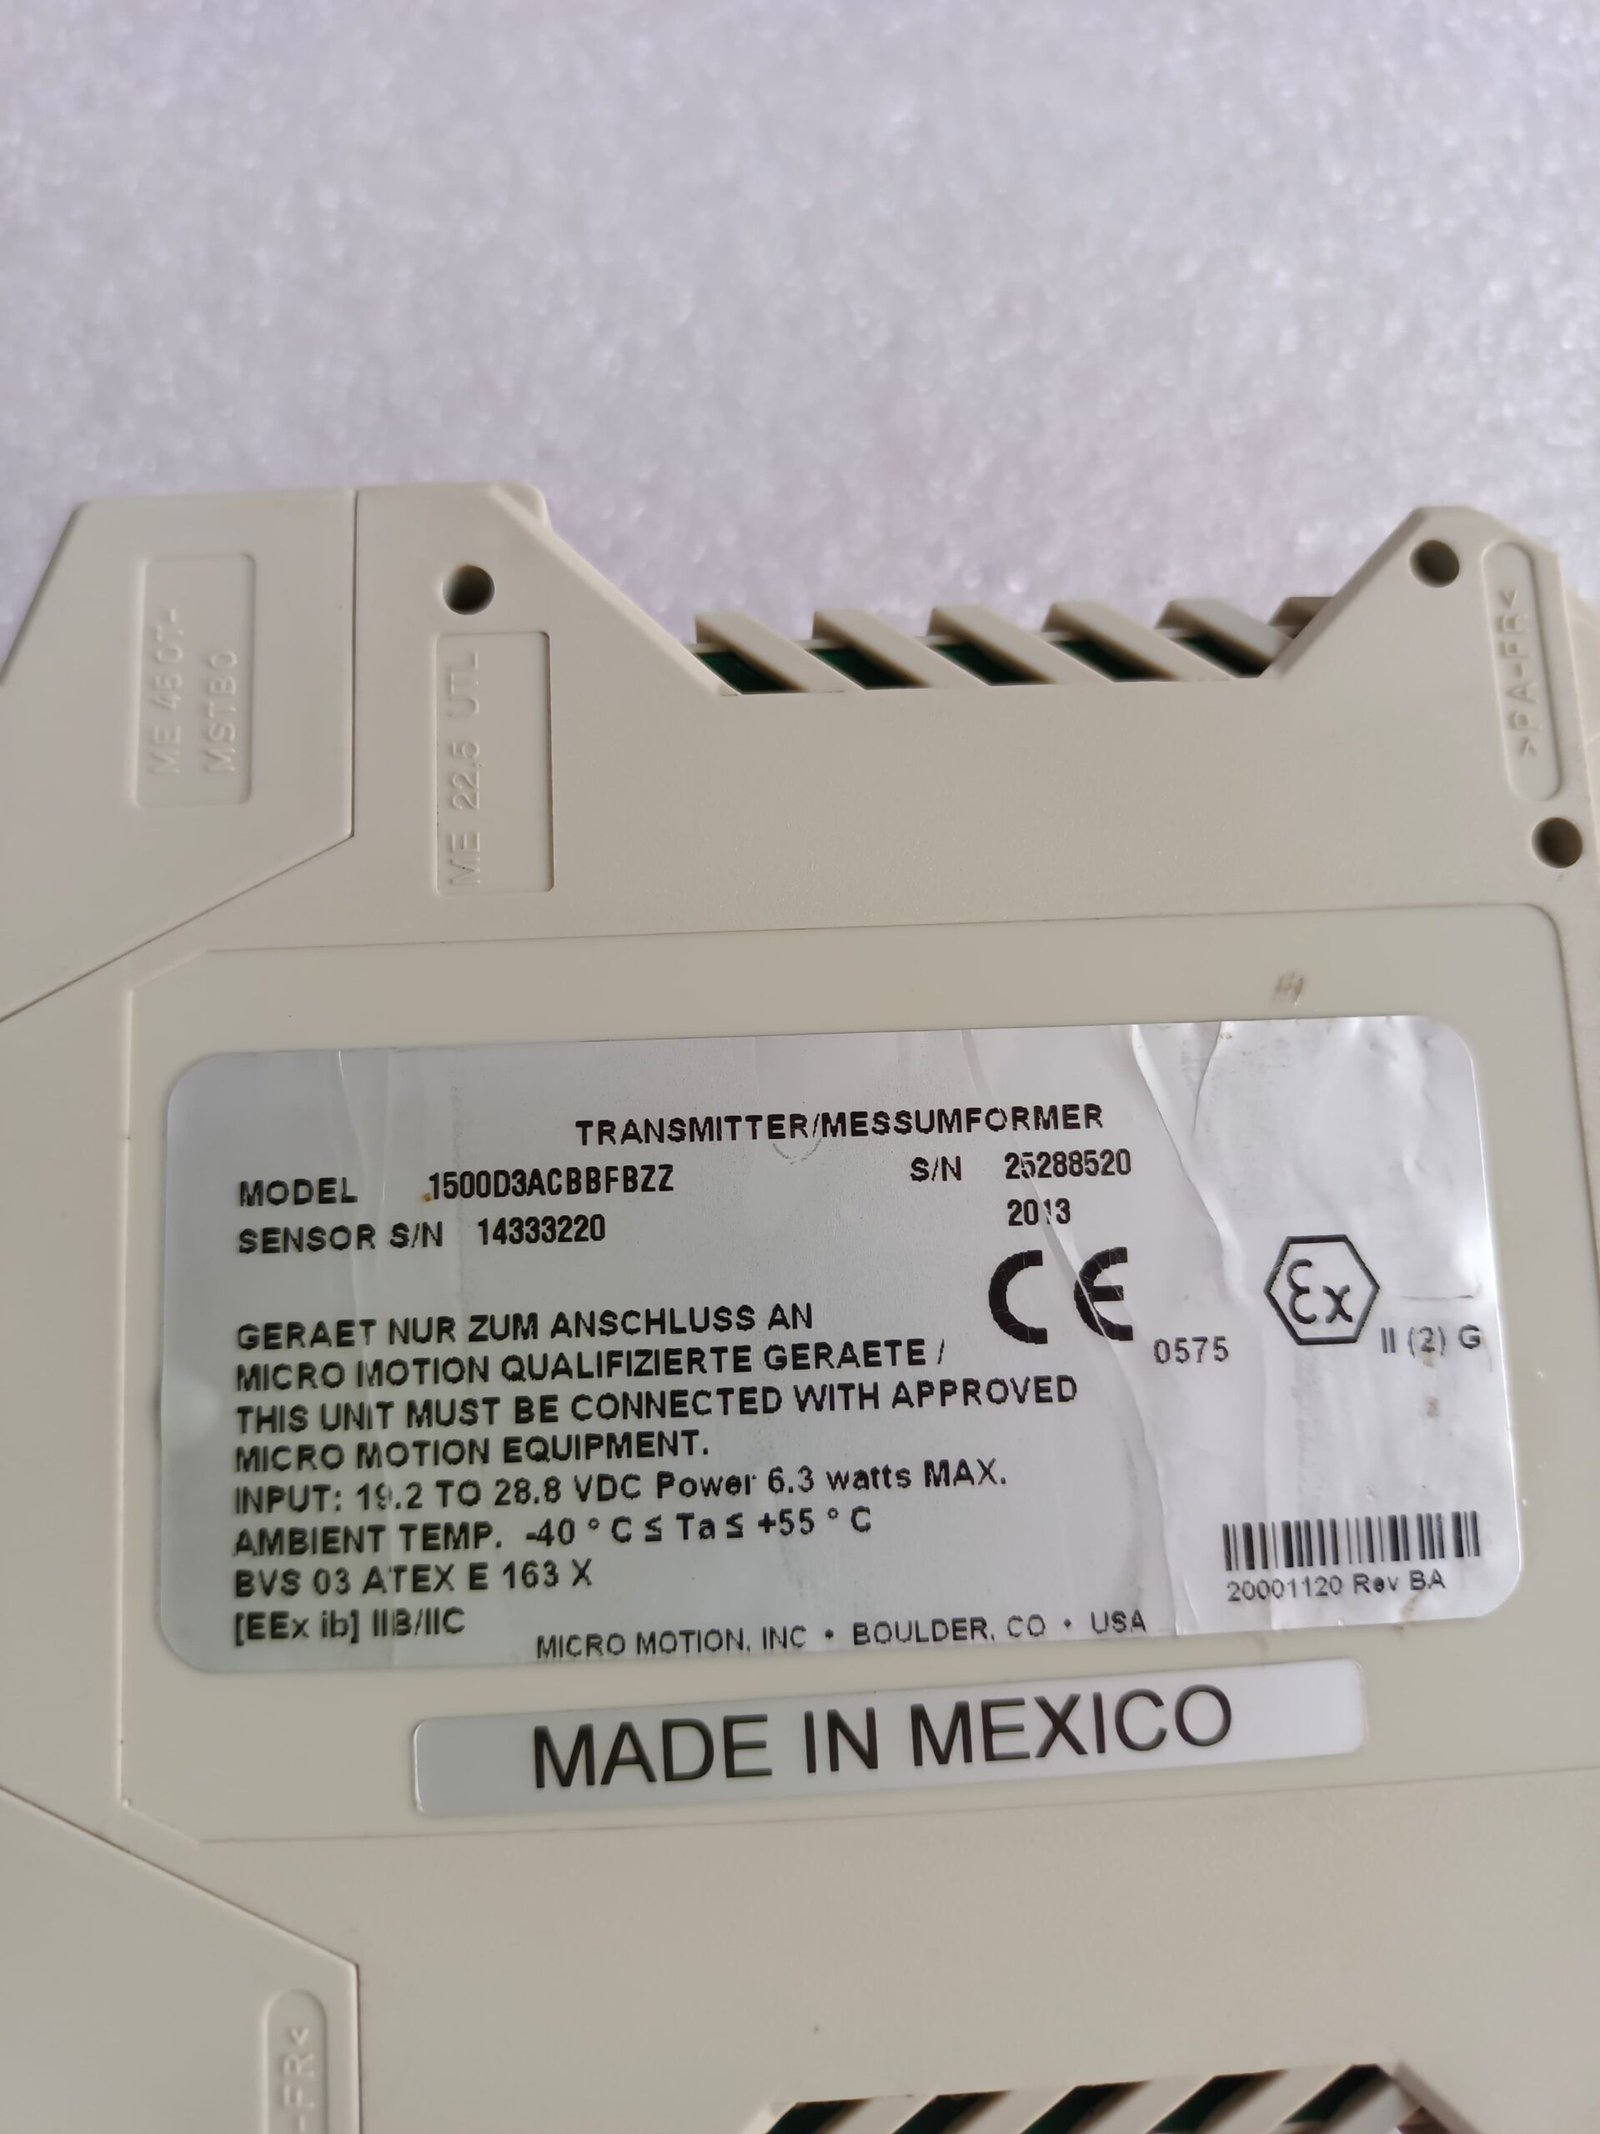 ME 45OT-
MSTBO
ME 22,5 UTL
>PA-FR<
TRANSMITTER/MESSUMFORMER
MODEL 1500D3ACBBFBZZ S/N 25288520
SENSOR S/N 14333220 2013
CE 0575 Ex II (2) G
GERAET NUR ZUM ANSCHLUSS AN
MICRO MOTION QUALIFIZIERTE GERAETE /
THIS UNIT MUST BE CONNECTED WITH APPROVED
MICRO MOTION EQUIPMENT.
INPUT: 19.2 TO 28.8 VDC Power 6.3 watts MAX.
AMBIENT TEMP. -40 ° C ≤ Ta ≤ +55 ° C
BVS 03 ATEX E 163 X
[EEx ib] IIB/IIC
20001120 Rev BA
MICRO MOTION, INC • BOULDER, CO • USA
MADE IN MEXICO
-FR<